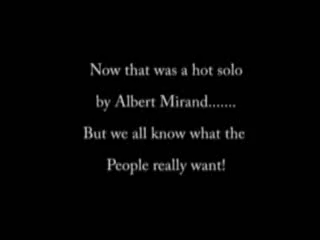 Now that was a hot solo
by Albert Mirand.......
But we all know what the
People really want!